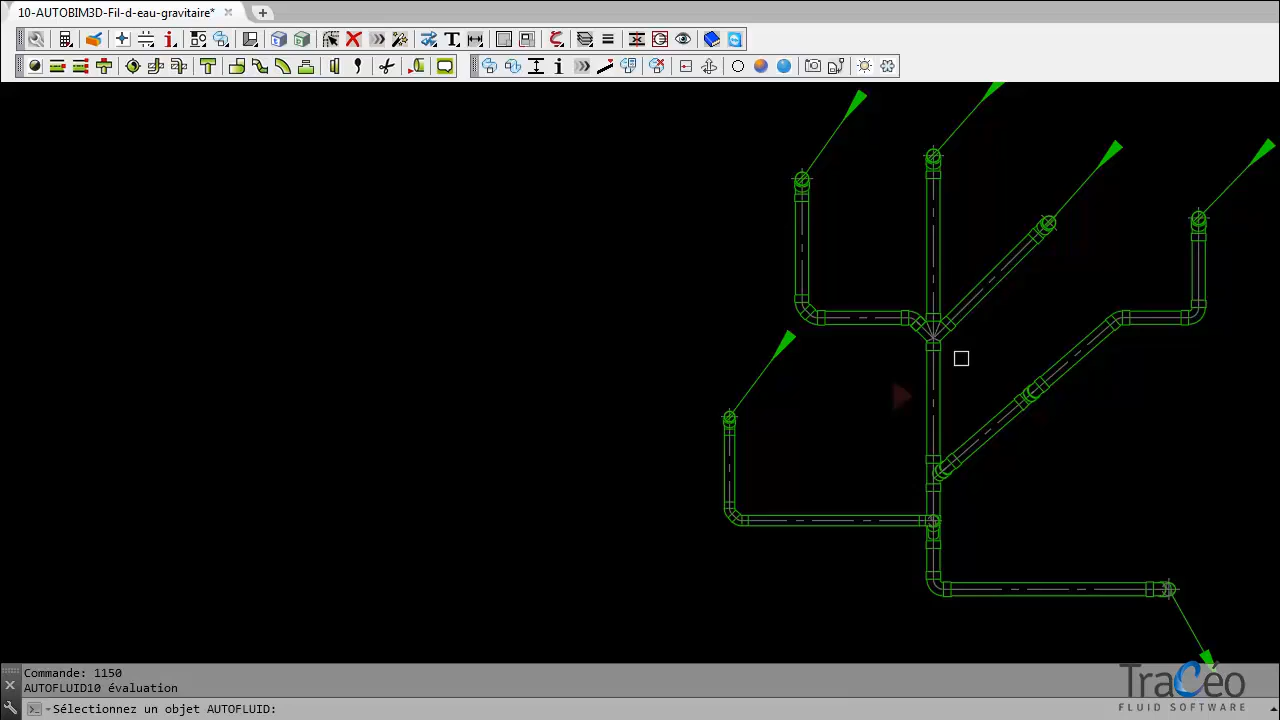 10-AUTOBIM3D-Fil-d-eau-gravitaire*
Commande: 1150
AUTOFLUID10 évaluation
Sélectionnez un objet AUTOFLUID:
TraCéo
FLUID SOFTWARE